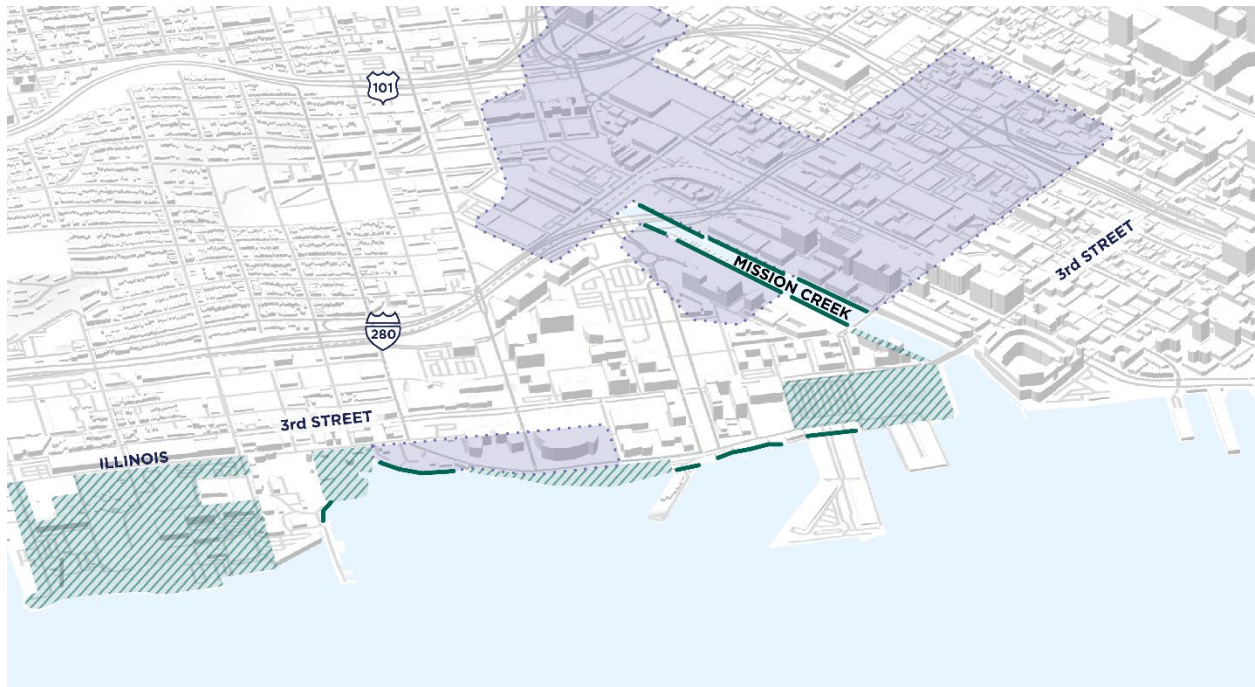 101
3rd STREET
MISSION CREEK
280
3rd STREET
ILLINOIS